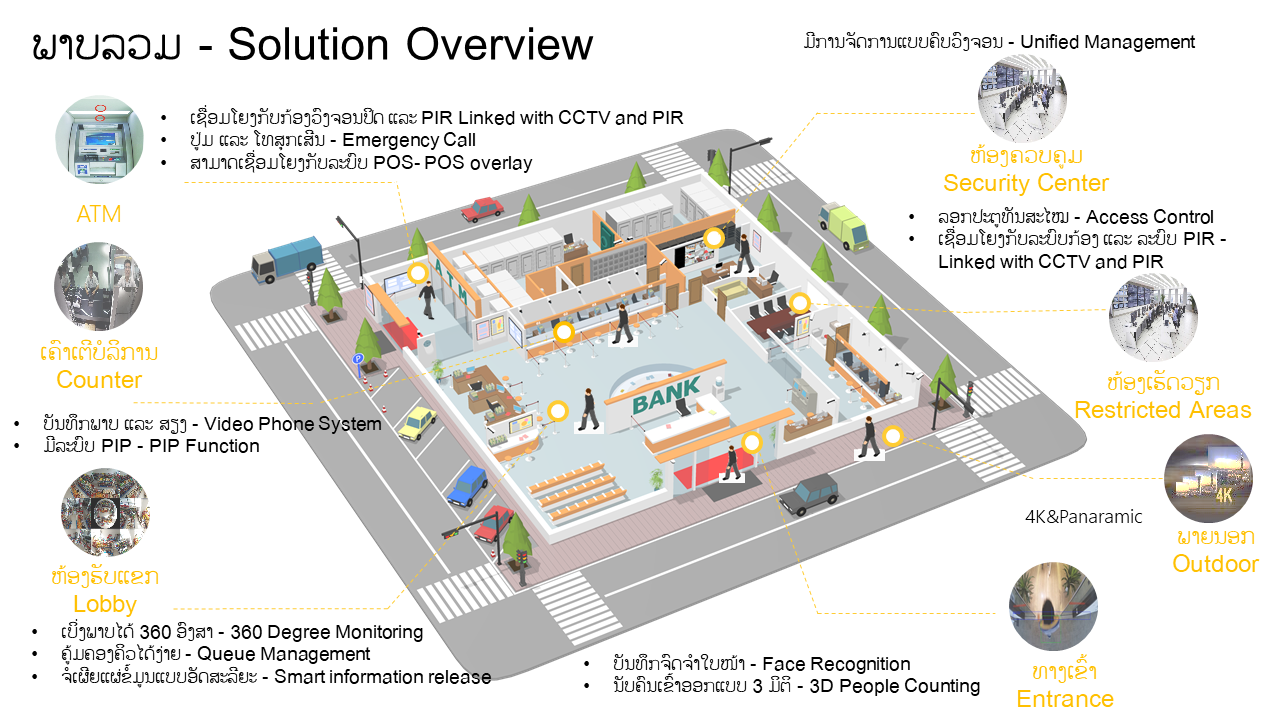 ພາບລວມ - Solution Overview
ມີການຈັດການແບບຄົບວົງຈອນ - Unified Management
• ເຊື່ອມໂຍງກັບກ້ອງວົງຈອນປິດ ແລະ PIR Linked with CCTV and PIR
• ປຸ່ມ ແລະ ໂທສຸກເສີນ - Emergency Call
• ສາມາດເຊື່ອມໂຍງກັບລະບົບ POS- POS overlay
ATM
ຫ້ອງຄວບຄູມ
Security Center
• ລອກປະຕູທັນສະໄໝ - Access Control
• ເຊື່ອມໂຍງກັບລະບົບກ້ອງ ແລະ ລະບົບ PIR -
Linked with CCTV and PIR
ATM
P
BANK
ເຄົາເຕີບໍລິການ
Counter
• ບັນທຶກພາບ ແລະ ສຽງ - Video Phone System
• ມີລະບົບ PIP - PIP Function
ຫ້ອງເຮັດວຽກ
Restricted Areas
4K
4K&Panaramic
ພາຍນອກ
Outdoor
ຫ້ອງຮັບແຂກ
Lobby
• ເບິ່ງພາບໄດ້ 360 ອົງສາ - 360 Degree Monitoring
• ຄູ້ມຄອງຄິວໄດ້ງ່າຍ - Queue Management
• ຈໍເຜີຍແຜ່ຂໍ້ມູນແບບອັດສະລິຍະ - Smart information release
• ບັນທຶກຈົດຈຳໃບໜ້າ - Face Recognition
• ນັບຄົນເຂົ້າອອກແບບ 3 ມິຕິ - 3D People Counting
ທາງເຂົ້າ
Entrance